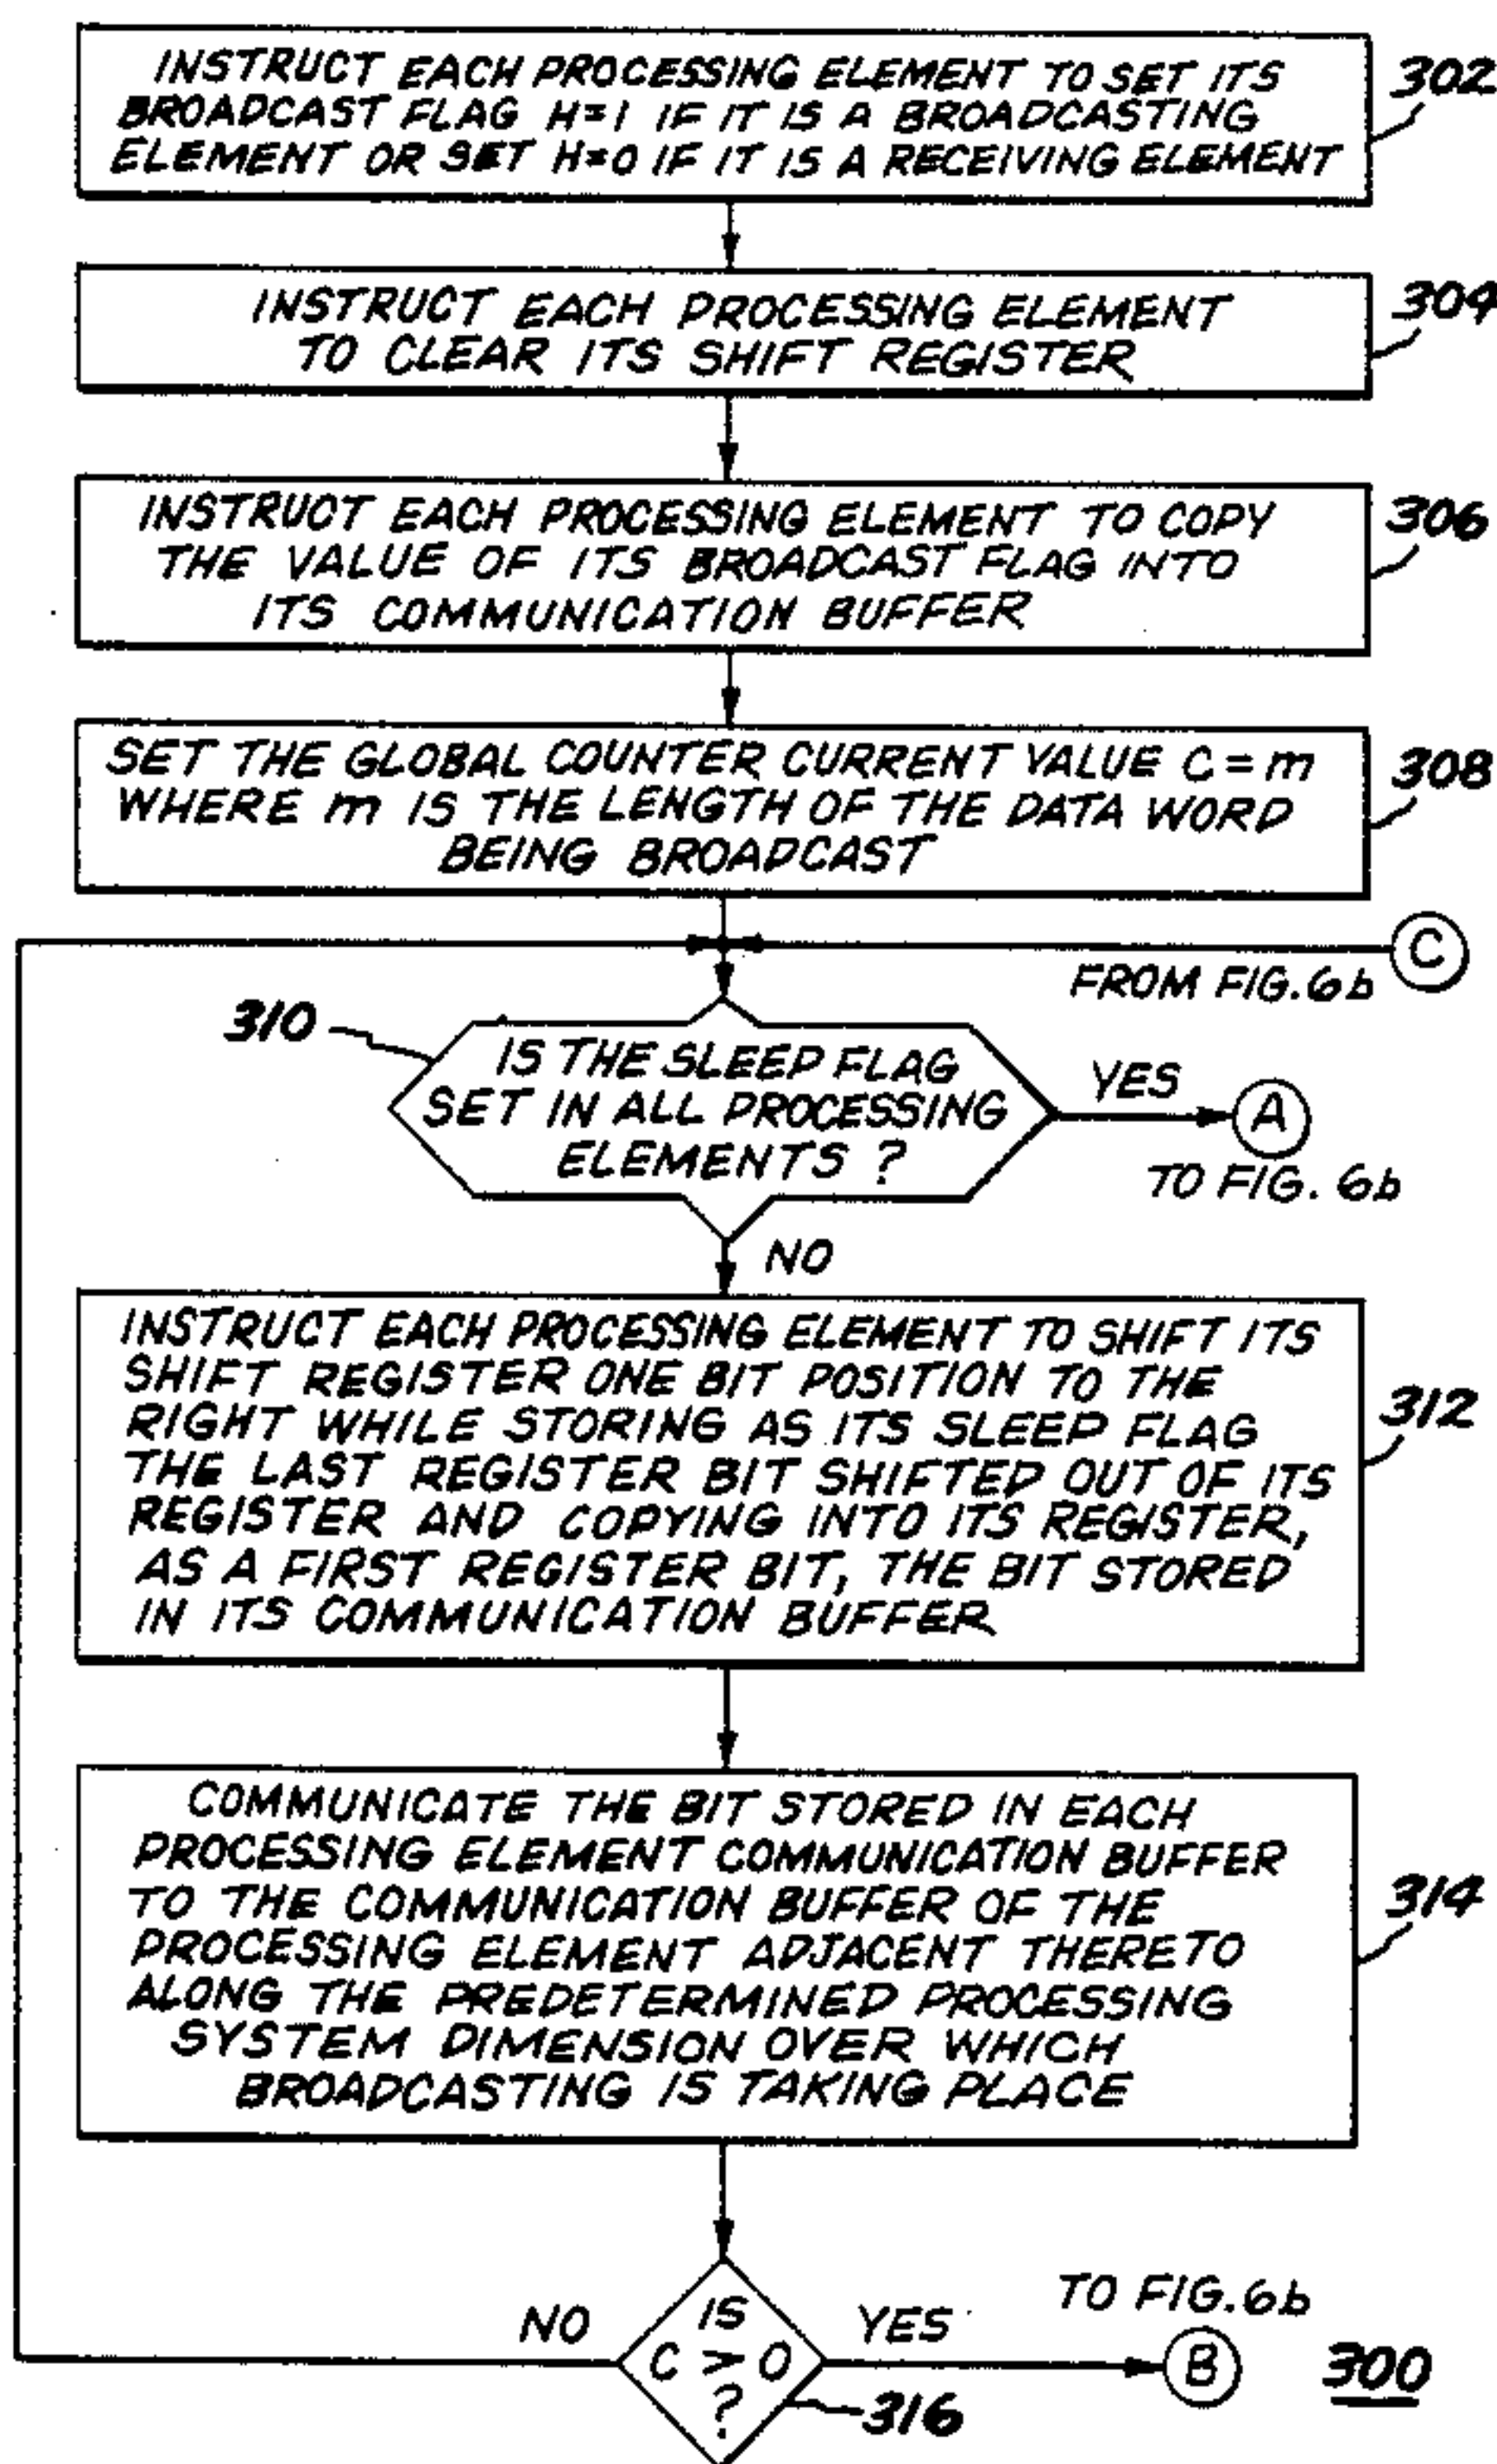 INSTRUCT EACH PROCESSING ELEMENT TO SET ITS
BROADCAST FLAG H=1 IF IT IS A BROADCASTING
ELEMENT OR SET H=0 IF IT IS A RECEIVING ELEMENT
302
INSTRUCT EACH PROCESSING ELEMENT
TO CLEAR ITS SHIFT REGISTER
304
INSTRUCT EACH PROCESSING ELEMENT TO COPY
THE VALUE OF ITS BROADCAST FLAG INTO
ITS COMMUNICATION BUFFER
306
SET THE GLOBAL COUNTER CURRENT VALUE C = m
WHERE m IS THE LENGTH OF THE DATA WORD
BEING BROADCAST
308
C
FROM FIG.6b
310
IS THE SLEEP FLAG
SET IN ALL PROCESSING
ELEMENTS ?
YES
A
TO FIG. 6b
NO
INSTRUCT EACH PROCESSING ELEMENT TO SHIFT ITS
SHIFT REGISTER ONE BIT POSITION TO THE
RIGHT WHILE STORING AS ITS SLEEP FLAG
THE LAST REGISTER BIT SHIFTED OUT OF ITS
REGISTER AND COPYING INTO ITS REGISTER,
AS A FIRST REGISTER BIT, THE BIT STORED
IN ITS COMMUNICATION BUFFER
312
COMMUNICATE THE BIT STORED IN EACH
PROCESSING ELEMENT COMMUNICATION BUFFER
TO THE COMMUNICATION BUFFER OF THE
PROCESSING ELEMENT ADJACENT THERETO
ALONG THE PREDETERMINED PROCESSING
SYSTEM DIMENSION OVER WHICH
BROADCASTING IS TAKING PLACE
314
NO
IS
C > O
?
YES
TO FIG.6b
B
316
300